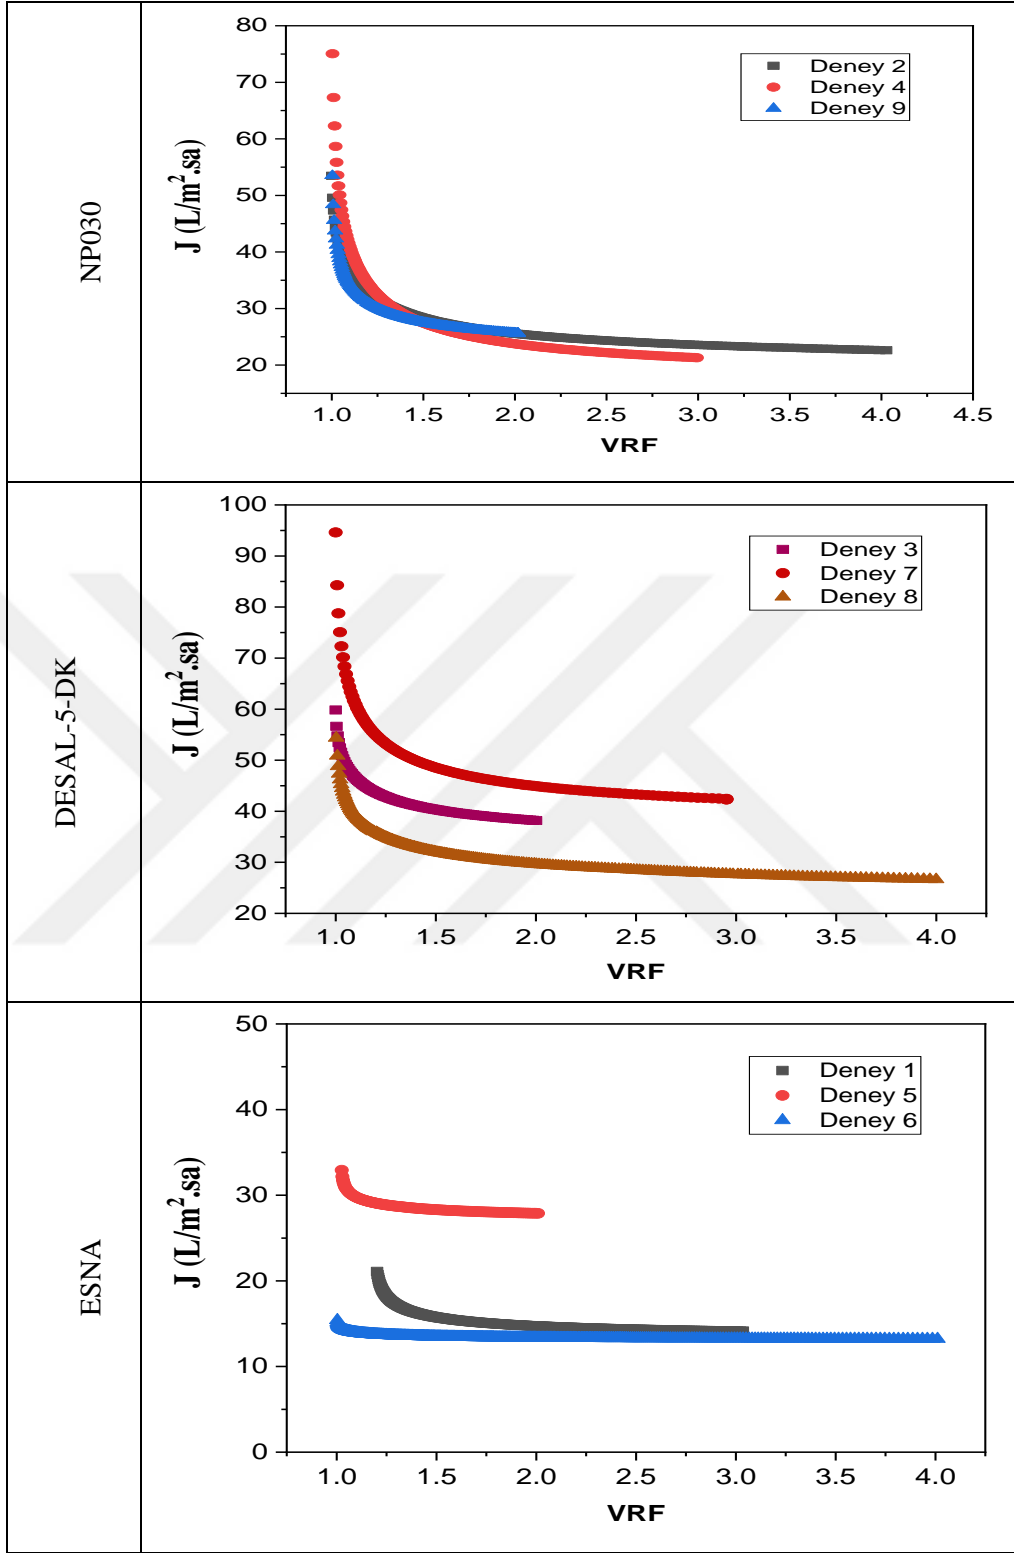 NP030
J (L/m².sa)
80
70
60
50
40
30
20
Deney 2
Deney 4
Deney 9
1.0 1.5 2.0 2.5 3.0 3.5 4.0 4.5
VRF
DESAL-5-DK
J (L/m².sa)
100
90
80
70
60
50
40
30
20
Deney 3
Deney 7
Deney 8
1.0 1.5 2.0 2.5 3.0 3.5 4.0
VRF
ESNA
J (L/m².sa)
50
40
30
20
10
0
Deney 1
Deney 5
Deney 6
1.0 1.5 2.0 2.5 3.0 3.5 4.0
VRF